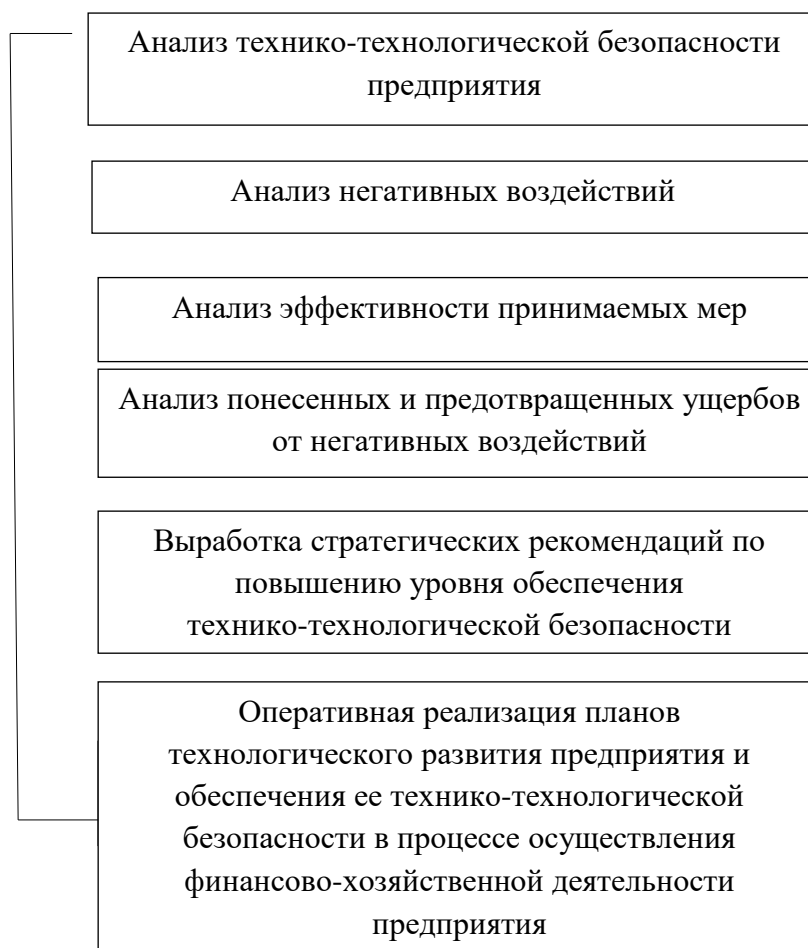 Анализ технико-технологической безопасности
предприятия
Анализ негативных воздействий
Анализ эффективности принимаемых мер
Анализ понесенных и предотвращенных ущербов
от негативных воздействий
Выработка стратегических рекомендаций по
повышению уровня обеспечения
технико-технологической безопасности
Оперативная реализация планов
технологического развития предприятия и
обеспечения ее технико-технологической
безопасности в процессе осуществления
финансово-хозяйственной деятельности
предприятия